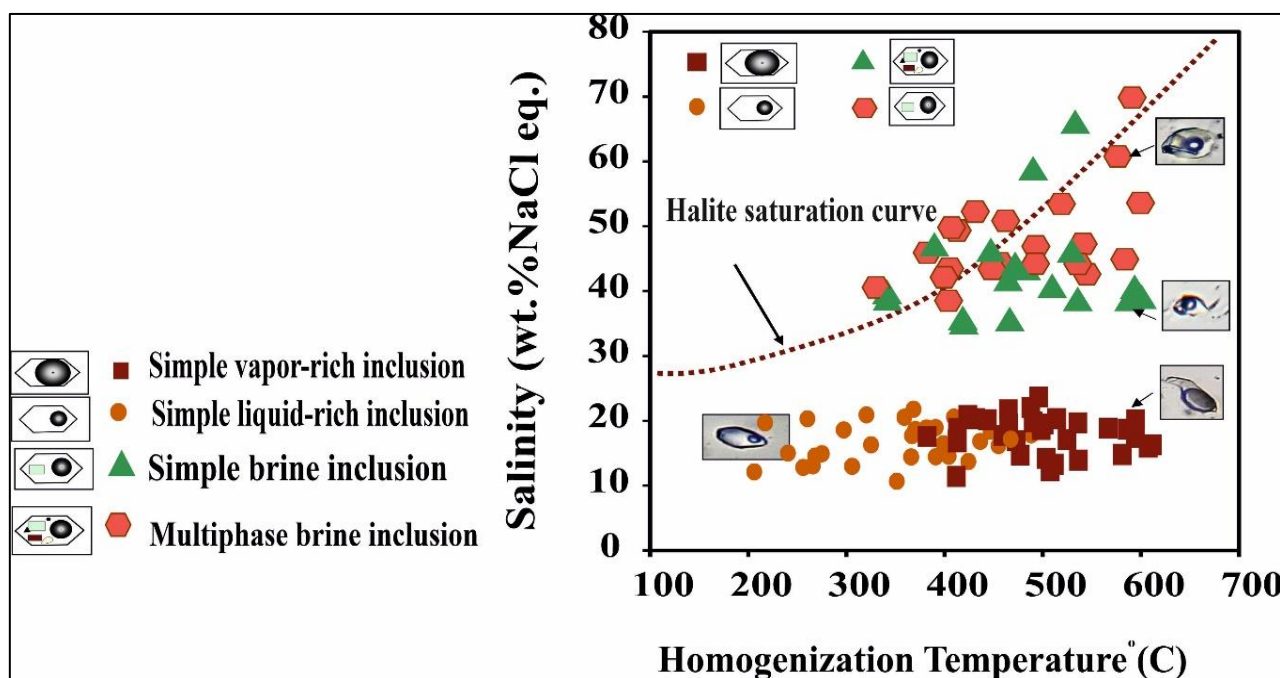 80
70
60
50
40
30
20
10
0
Salinity (wt.%NaCl eq.)
Halite saturation curve
Simple vapor-rich inclusion
Simple liquid-rich inclusion
Simple brine inclusion
Multiphase brine inclusion
100 200 300 400 500 600 700
Homogenization Temperature°(C)